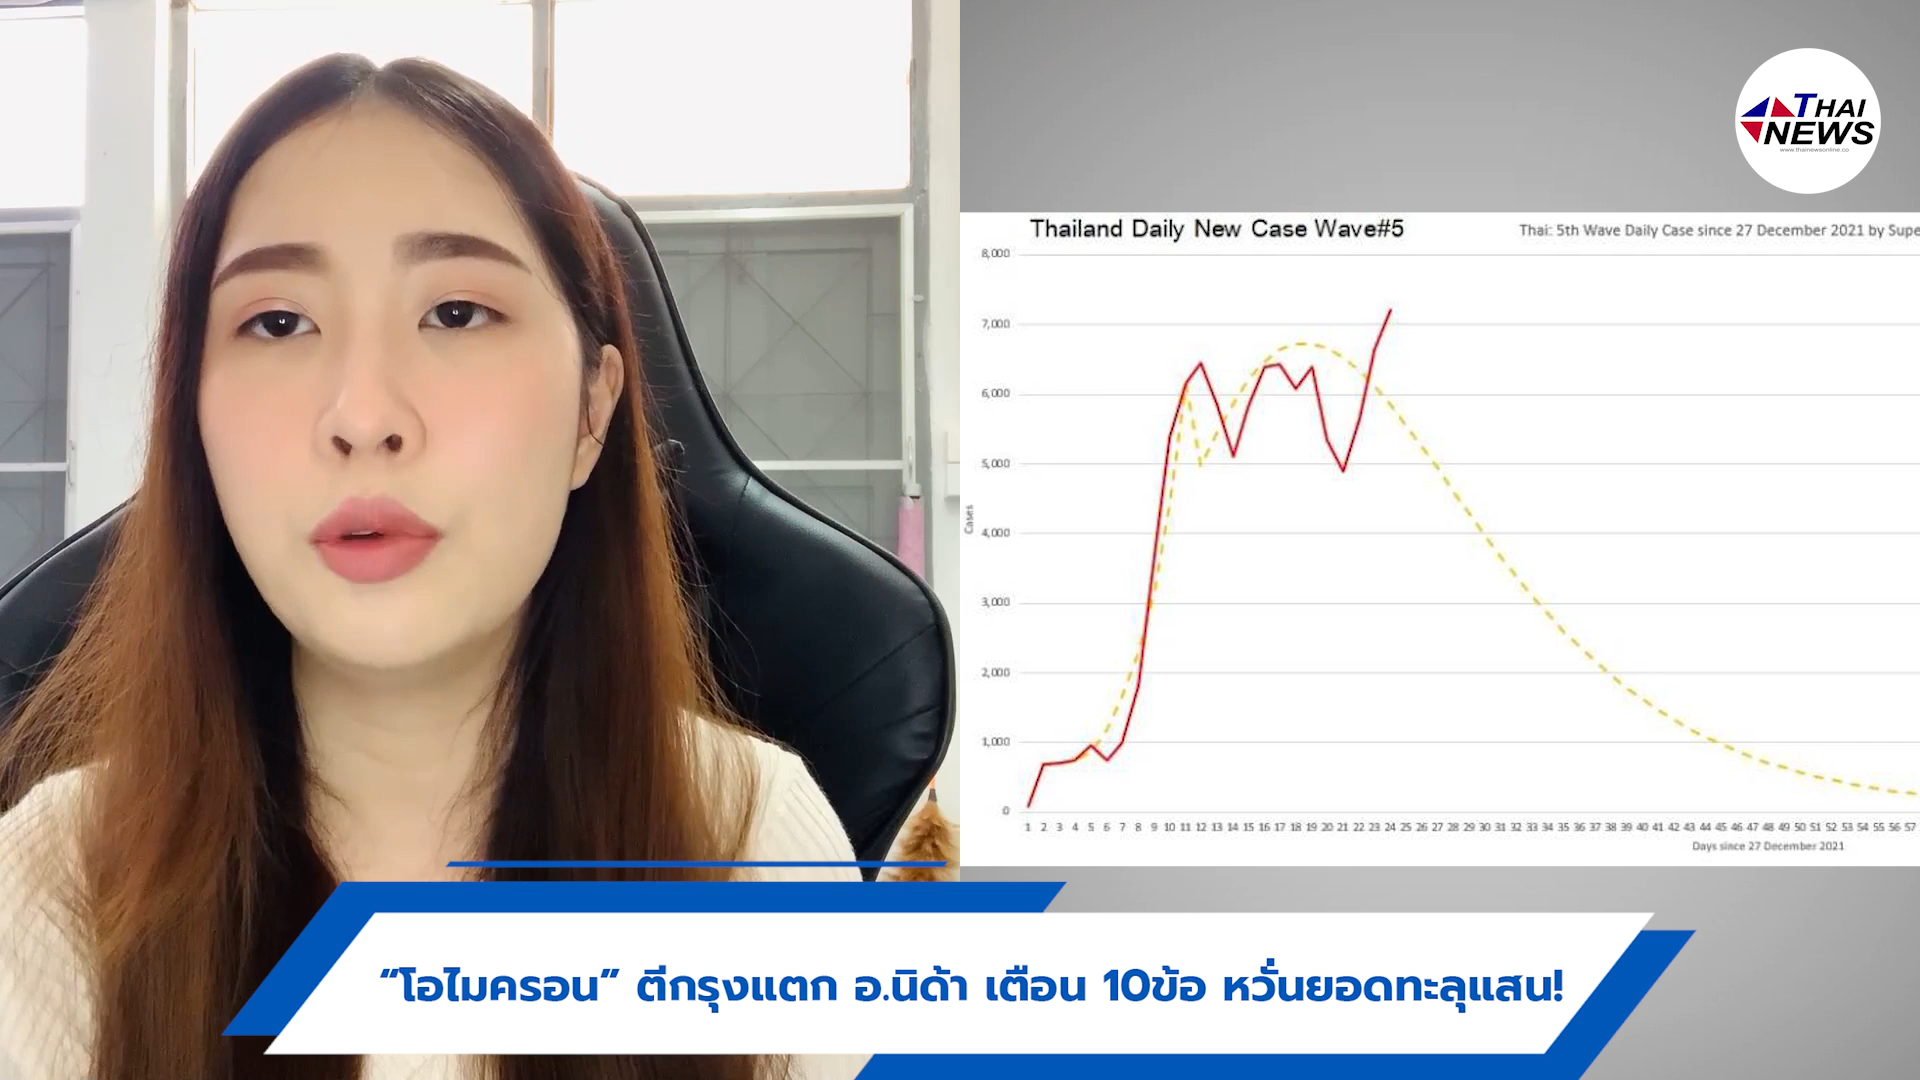 THAI
NEWS
www.thainewsonline.co
Thailand Daily New Case Wave#5
Thai: 5th Wave Daily Case since 27 December 2021 by Supe
8,000
7,000
6,000
5,000
4,000
3,000
2,000
1,000
0
Cases
1 2 3 4 5 6 7 8 9 10 11 12 13 14 15 16 17 18 19 20 21 22 23 24 25 26 27 28 29 30 31 32 33 34 35 36 37 38 39 40 41 42 43 44 45 46 47 48 49 50 51 52 53 54 55 56 57
Days since 27 December 2021
“โอไมครอน” ตีกรุงแตก อ.นิด้า เตือน 10ข้อ หวั่นยอดทะลุแสน!